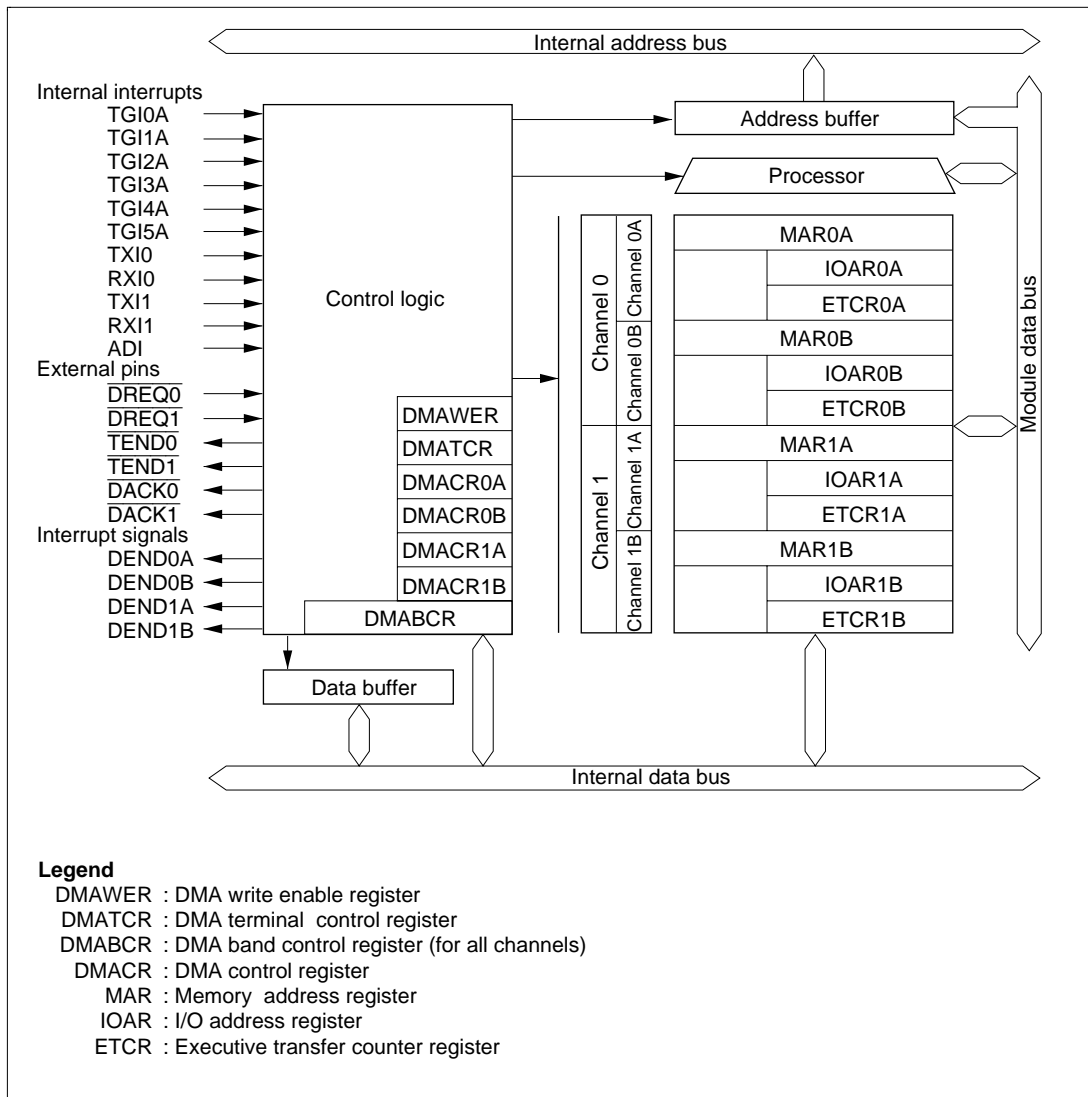 Internal address bus
Internal interrupts
TGI0A
TGI1A
TGI2A
TGI3A
TGI4A
TGI5A
TXI0
RXI0
TXI1
RXI1
ADI
External pins
DREQ0
DREQ1
TEND0
TEND1
DACK0
DACK1
Interrupt signals
DEND0A
DEND0B
DEND1A
DEND1B
Control logic
DMAWER
DMATCR
DMACR0A
DMACR0B
DMACR1A
DMACR1B
DMABCR
Data buffer
Address buffer
Processor
Channel 0
Channel 0A
Channel 0B
Channel 1
Channel 1A
Channel 1B
MAR0A
IOAR0A
ETCR0A
MAR0B
IOAR0B
ETCR0B
MAR1A
IOAR1A
ETCR1A
MAR1B
IOAR1B
ETCR1B
Module data bus
Internal data bus
Legend
DMAWER : DMA write enable register
DMATCR : DMA terminal control register
DMABCR : DMA band control register (for all channels)
DMACR : DMA control register
MAR : Memory address register
IOAR : I/O address register
ETCR : Executive transfer counter register